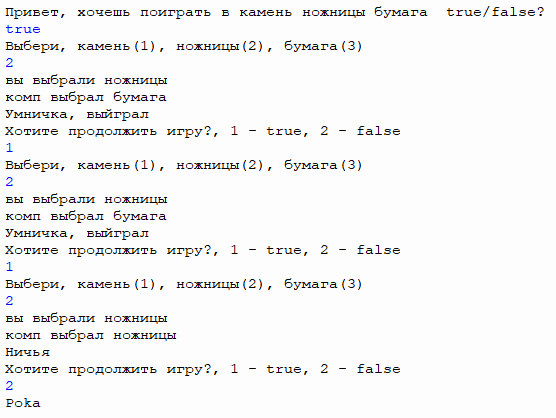 Привет, хочешь поиграть в камень ножницы бумага  true/false?
true
Выбери, камень(1), ножницы(2), бумага(3)
2
вы выбрали ножницы
комп выбрал бумага
Умничка, выйграл
Хотите продолжить игру?, 1 - true, 2 - false
1
Выбери, камень(1), ножницы(2), бумага(3)
2
вы выбрали ножницы
комп выбрал бумага
Умничка, выйграл
Хотите продолжить игру?, 1 - true, 2 - false
1
Выбери, камень(1), ножницы(2), бумага(3)
2
вы выбрали ножницы
комп выбрал ножницы
Ничья
Хотите продолжить игру?, 1 - true, 2 - false
2
Poka